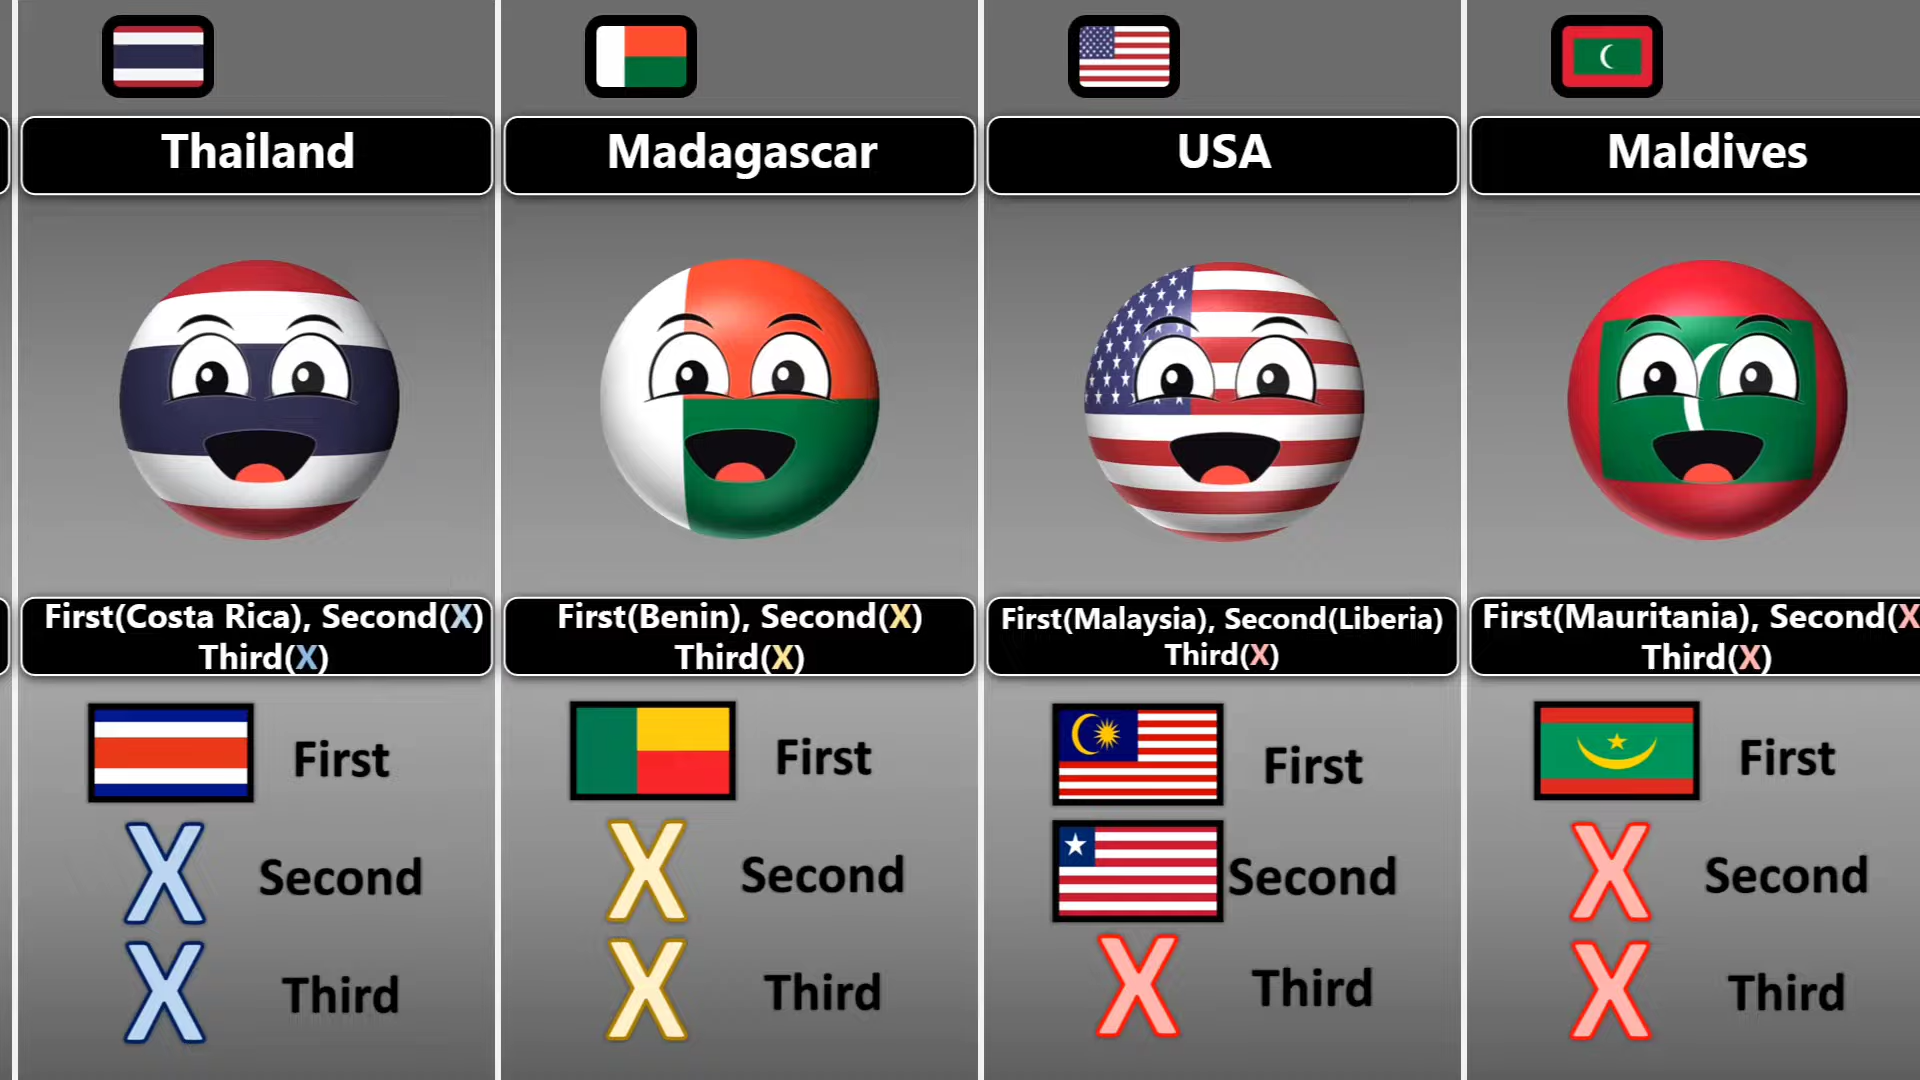 Thailand
First(Costa Rica), Second(X)
Third(X)
First
X
Second
X
Third
Madagascar
First(Benin), Second(X)
Third(X)
First
X
Second
X
Third
USA
First(Malaysia), Second(Liberia)
Third(X)
First
Second
X
Third
Maldives
First(Mauritania), Second(X
Third(X)
First
X
Second
X
Third